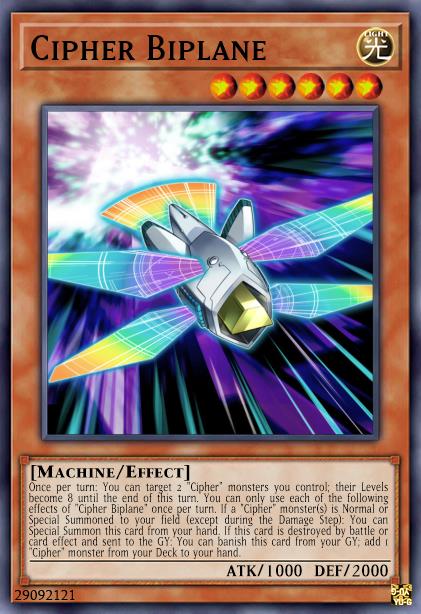 CIPHER BIPLANE
LIGHT
光
[MACHINE/EFFECT]
Once per turn: You can target 2 "Cipher" monsters you control; their Levels
become 8 until the end of this turn. You can only use each of the following
effects of "Cipher Biplane" once per turn. If a "Cipher" monster(s) is Normal or
Special Summoned to your field (except during the Damage Step): You can
Special Summon this card from your hand. If this card is destroyed by battle or
card effect and sent to the GY: You can banish this card from your GY; add 1
"Cipher" monster from your Deck to your hand.
ATK/1000 DEF/2000
29092121